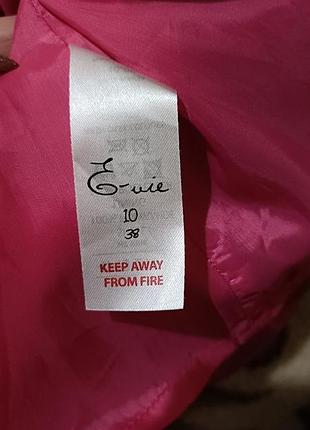 E-vie
10
38
KEEP AWAY
FROM FIRE